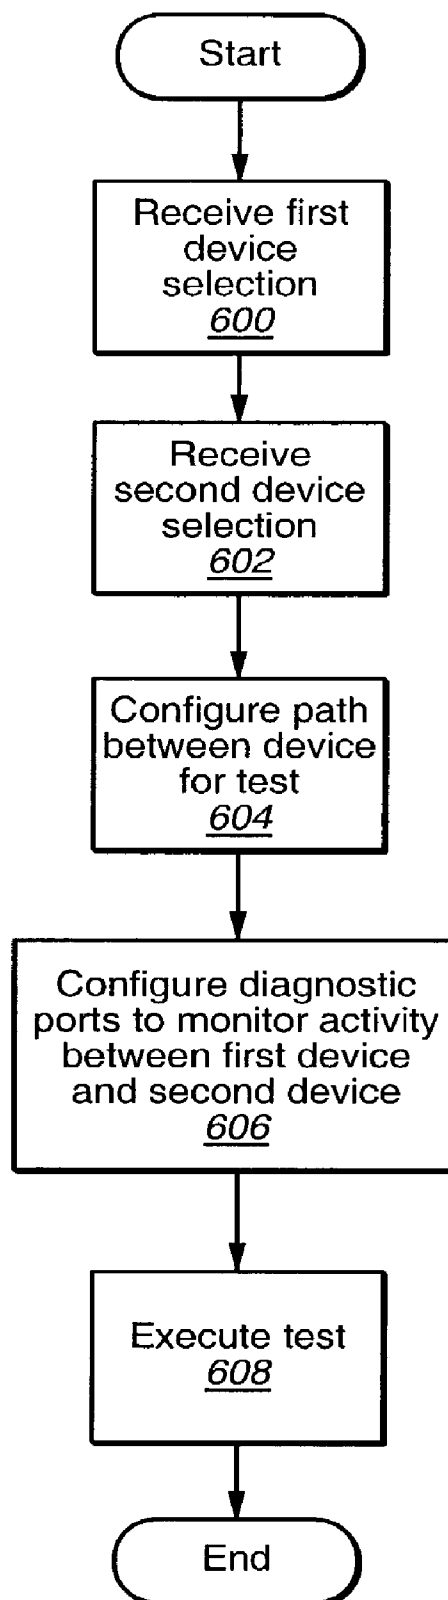 Start
Receive first
device
selection
600
Receive
second device
selection
602
Configure path
between device
for test
604
Configure diagnostic
ports to monitor activity
between first device
and second device
606
Execute test
608
End